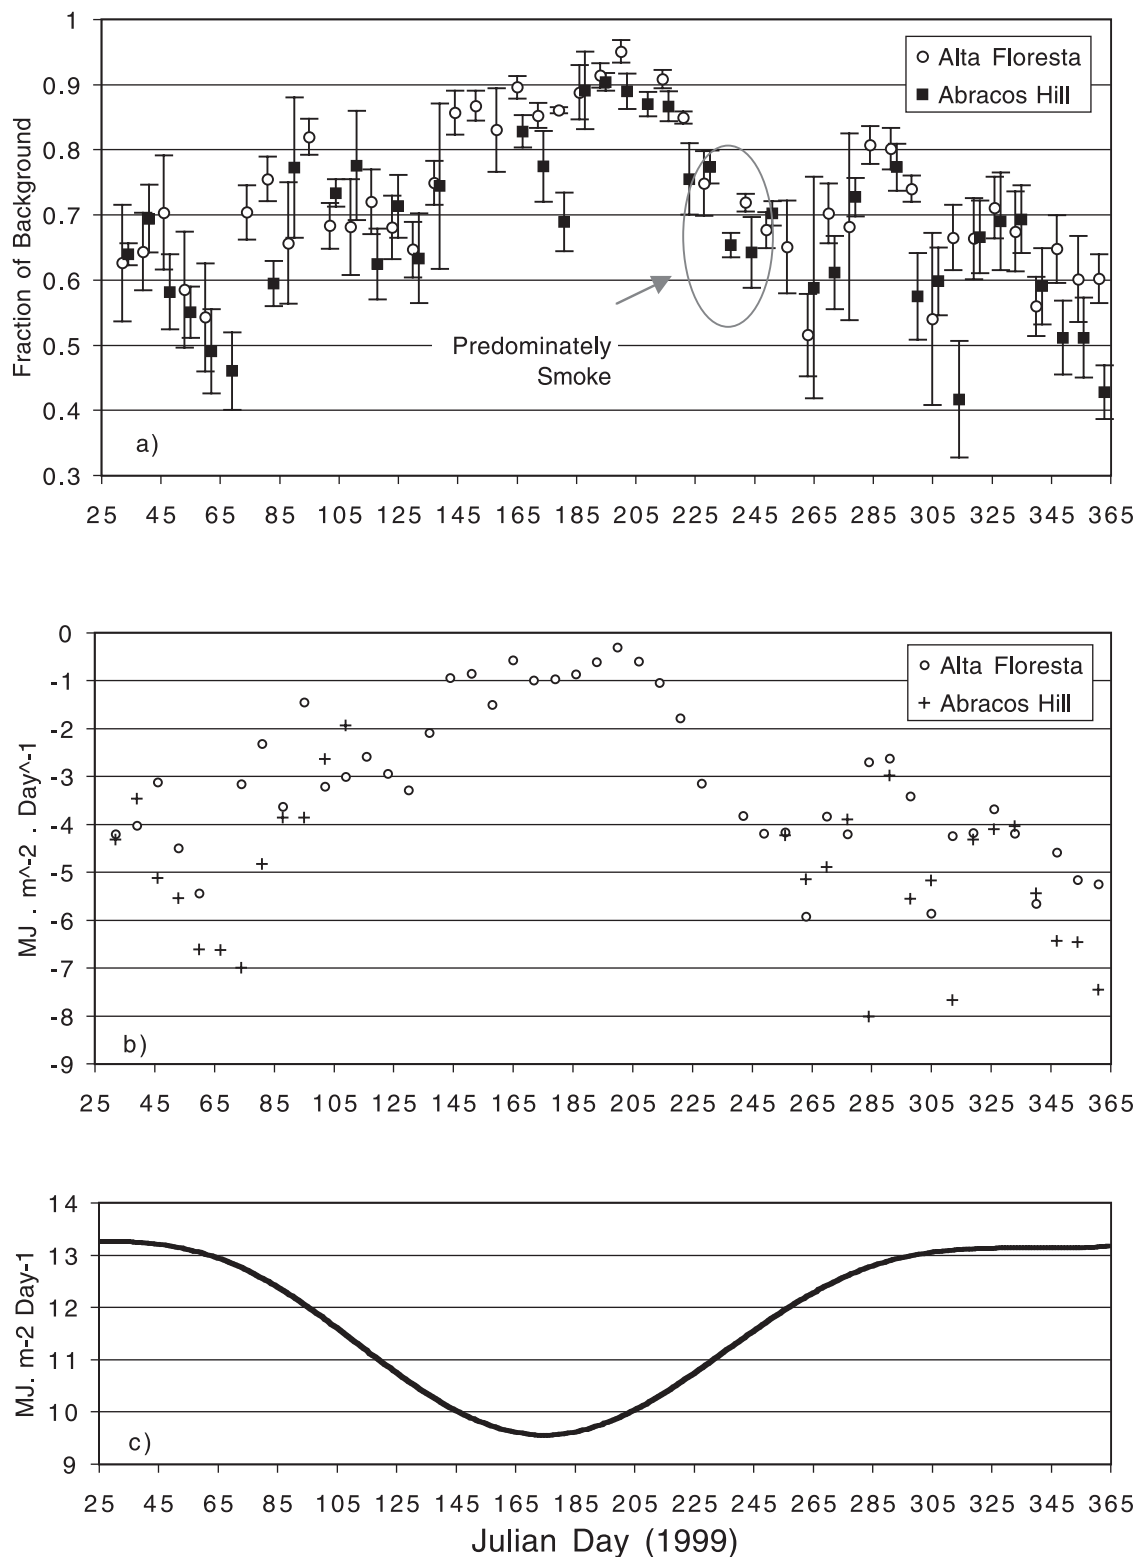 1
0.9
0.8
0.7
0.6
0.5
0.4
0.3
Fraction of Background
Alta Floresta
Abracos Hill
Predominately
Smoke
a)
25 45 65 85 105 125 145 165 185 205 225 245 265 285 305 325 345 365
0
-1
-2
-3
-4
-5
-6
-7
-8
-9
MJ . m^-2 . Day^-1
Alta Floresta
Abracos Hill
b)
25 45 65 85 105 125 145 165 185 205 225 245 265 285 305 325 345 365
14
13
12
11
10
9
MJ. m-2 Day-1
c)
25 45 65 85 105 125 145 165 185 205 225 245 265 285 305 325 345 365
Julian Day (1999)